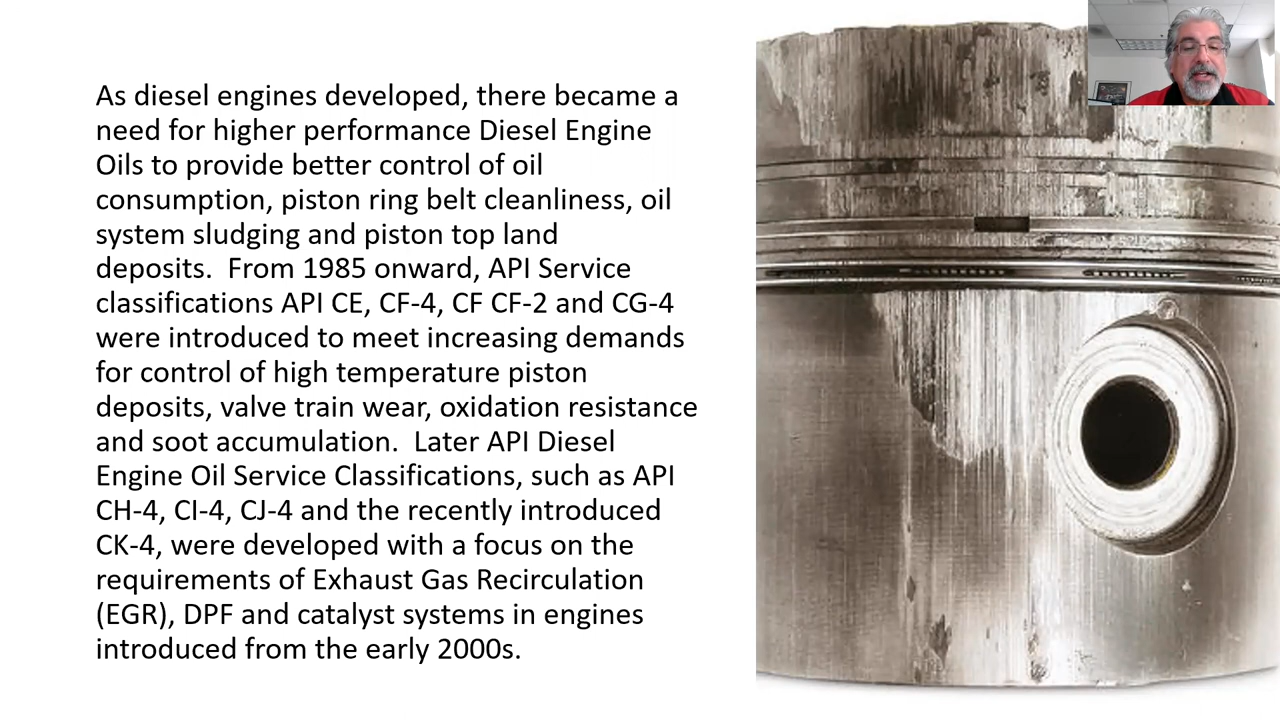 As diesel engines developed, there became a
need for higher performance Diesel Engine
Oils to provide better control of oil
consumption, piston ring belt cleanliness, oil
system sludging and piston top land
deposits.  From 1985 onward, API Service
classifications API CE, CF-4, CF CF-2 and CG-4
were introduced to meet increasing demands
for control of high temperature piston
deposits, valve train wear, oxidation resistance
and soot accumulation.  Later API Diesel
Engine Oil Service Classifications, such as API
CH-4, CI-4, CJ-4 and the recently introduced
CK-4, were developed with a focus on the
requirements of Exhaust Gas Recirculation
(EGR), DPF and catalyst systems in engines
introduced from the early 2000s.